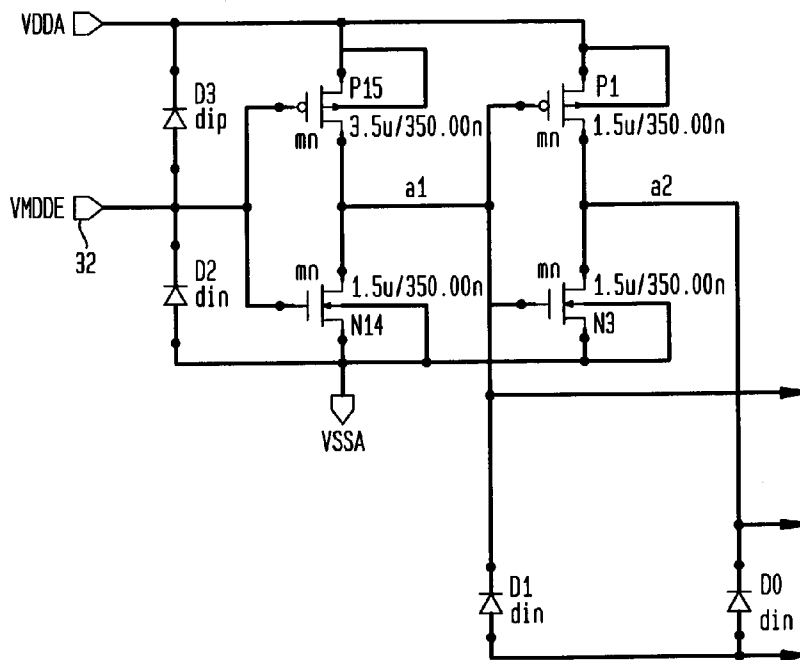 VDDA
D3
dip
P15
3.5u/350.00n
mn
P1
1.5u/350.00n
mn
VMDDE
32
a1
a2
D2
din
mn
1.5u/350.00n
N14
mn
1.5u/350.00n
N3
VSSA
D1
din
D0
din